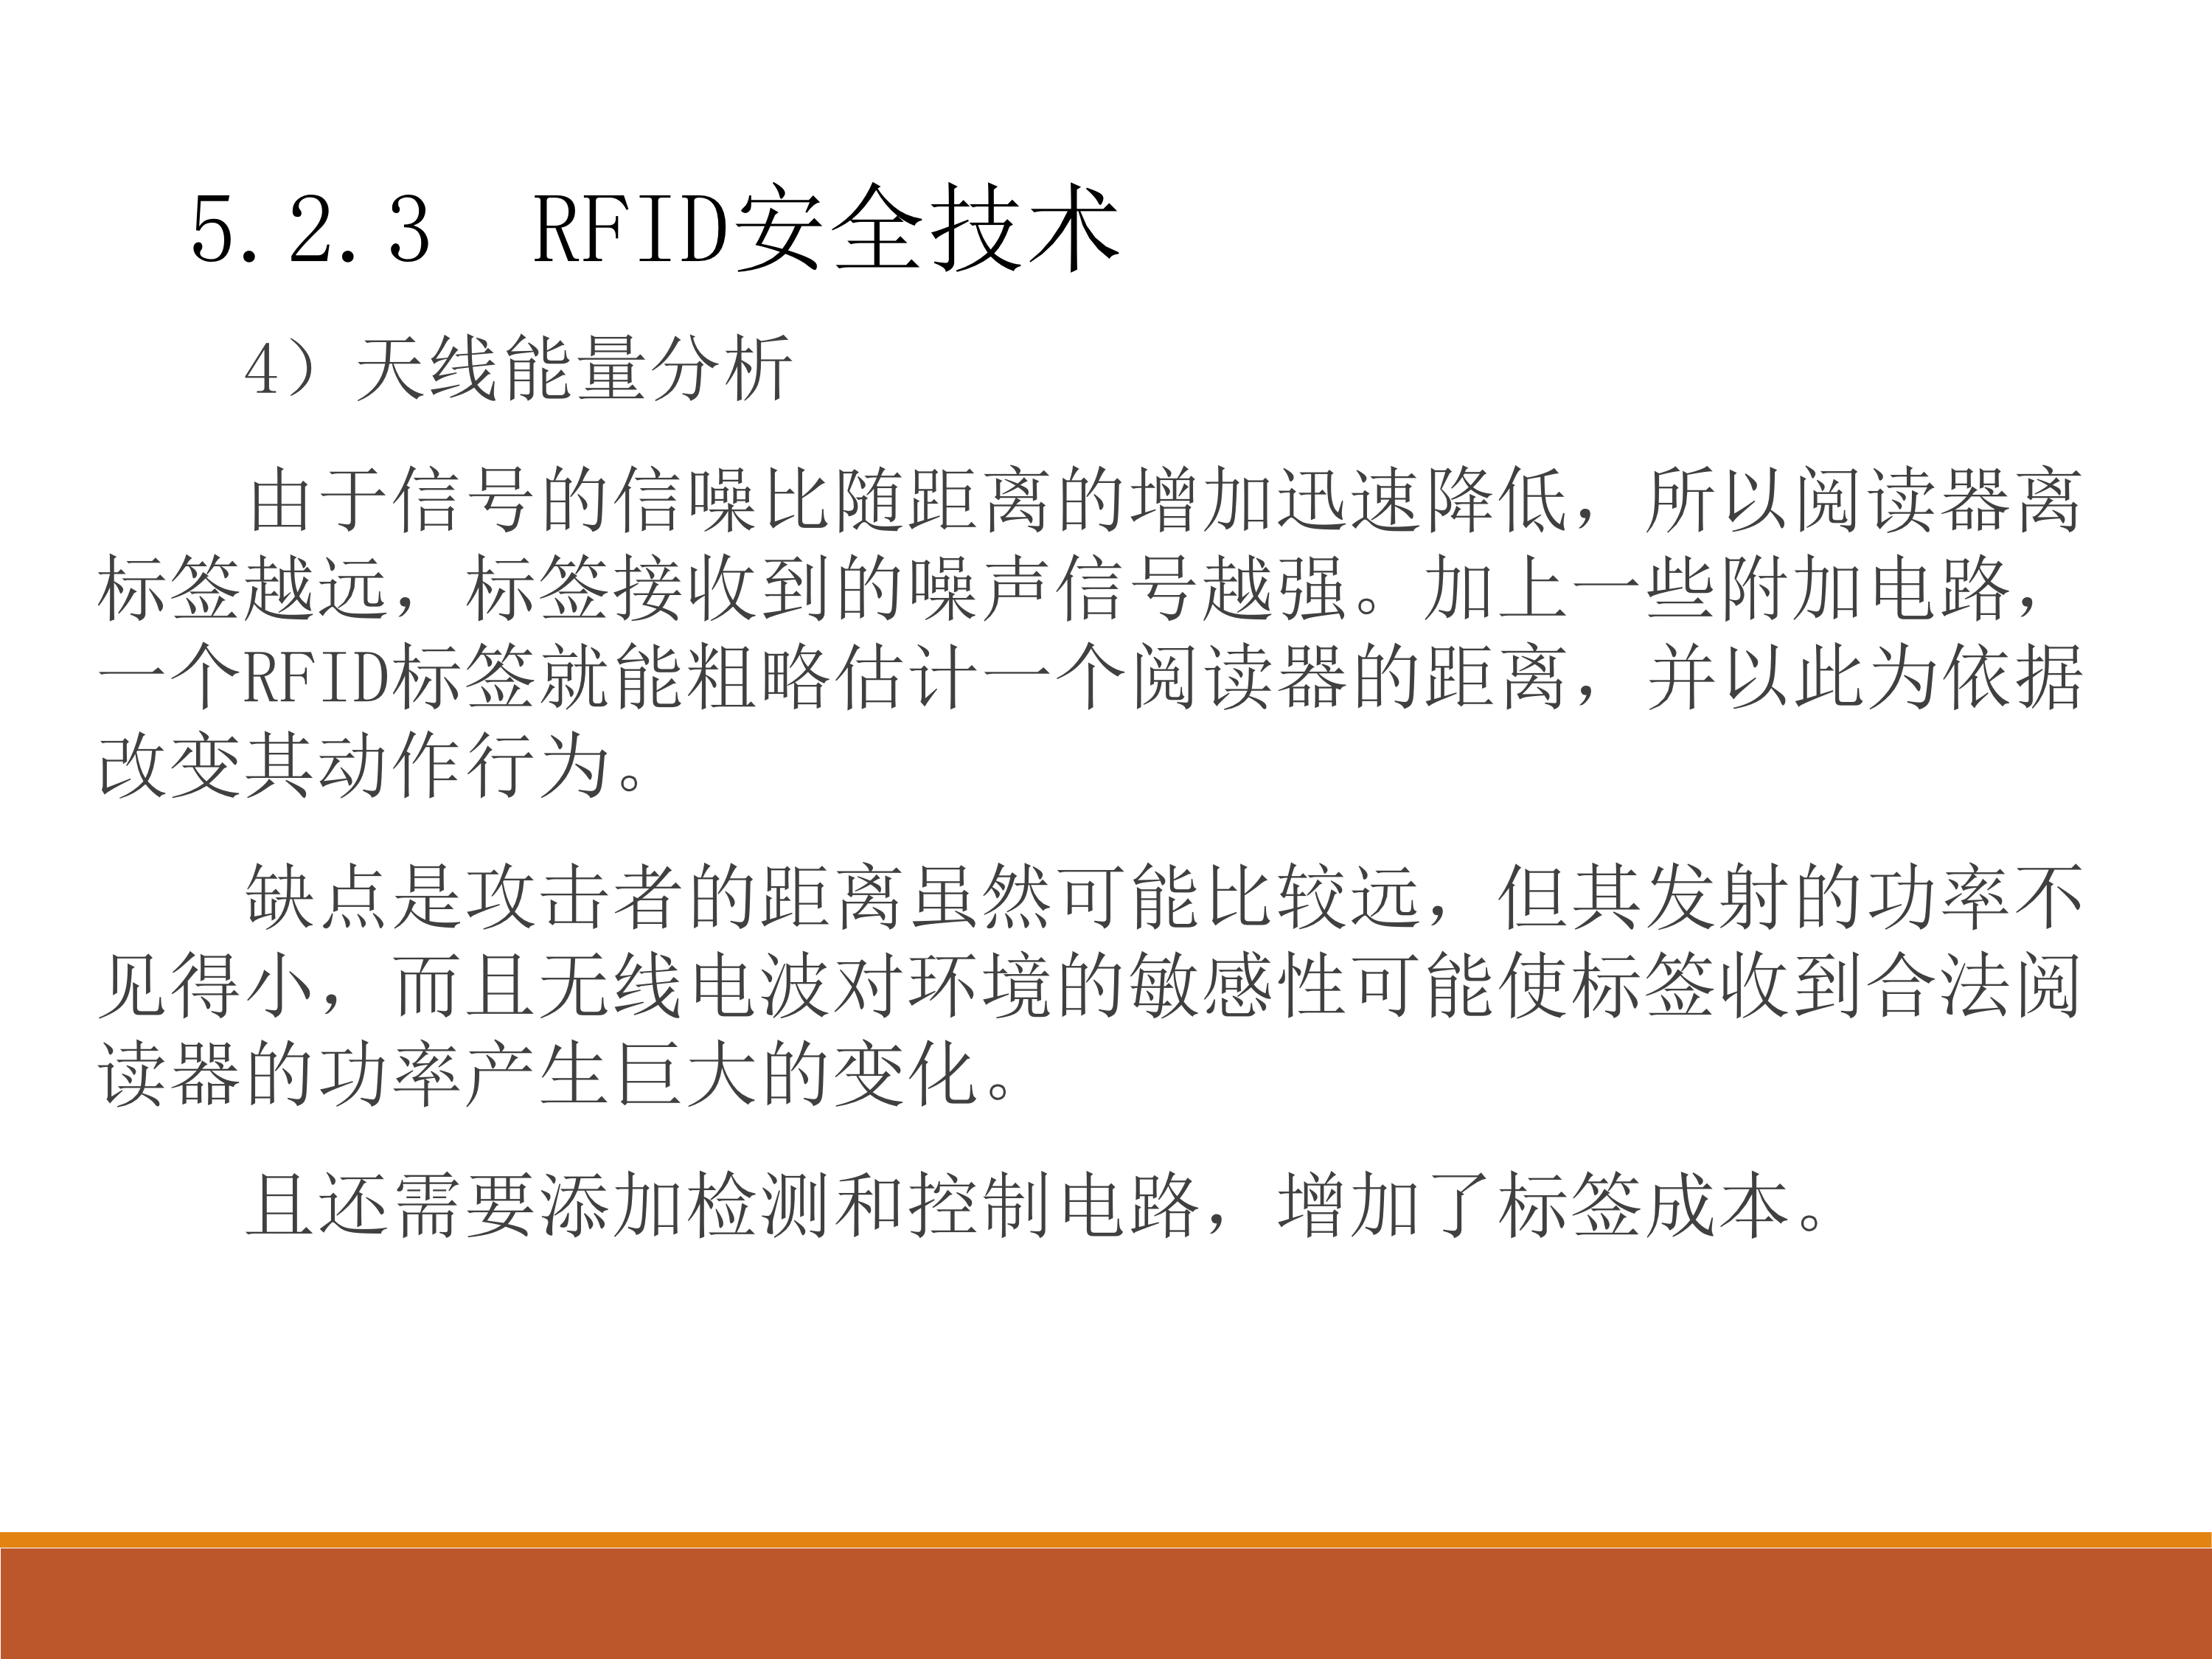 5.2.3 RFID安全技术
4）天线能量分析
由于信号的信噪比随距离的增加迅速降低，所以阅读器离
标签越远，标签接收到的噪声信号越强。加上一些附加电路，
一个RFID标签就能粗略估计一个阅读器的距离，并以此为依据
改变其动作行为。
缺点是攻击者的距离虽然可能比较远，但其发射的功率不
见得小，而且无线电波对环境的敏感性可能使标签收到合法阅
读器的功率产生巨大的变化。
且还需要添加检测和控制电路，增加了标签成本。